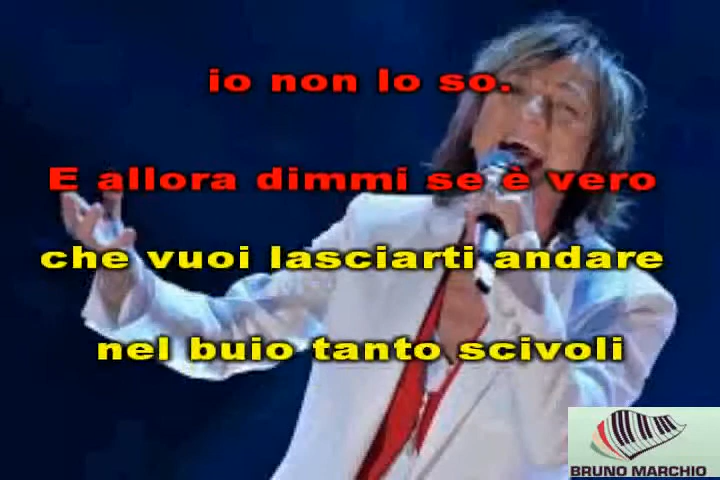 io non lo so.
E allora dimmi se è vero
che vuoi lasciarti andare
nel buio tanto scivoli
BRUNO MARCHIO